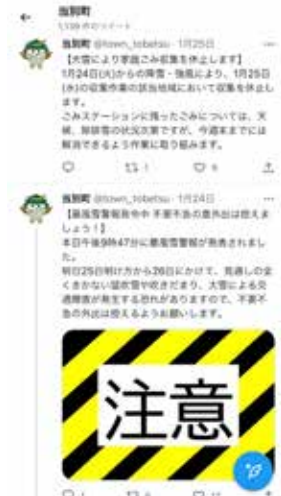 当別町
1,139 件のツイート
当別町 @town_tobetsu · 1月25日
【大雪により家庭ごみ収集を休止します】
1月24日(火)からの降雪・強風により、1月25日
(水)の収集作業の該当地域において収集を休止し
ます。
ごみステーションに残ったごみについては、天
候、除排雪の状況次第ですが、今週末までには
解消できるよう作業に取り組みます。
当別町 @town_tobetsu · 1月24日
【暴風雪警報発令中 不要不急の意外出は控えま
しょう！】
本日午後9時47分に暴風雪警報が発表されまし
た。
明日25日明け方から26日にかけて、見通しの全
くきかない猛吹雪や吹きだまり、大雪による交
通障害が発生する恐れがありますので、不要不
急の外出は控えるようお願いします。
注意